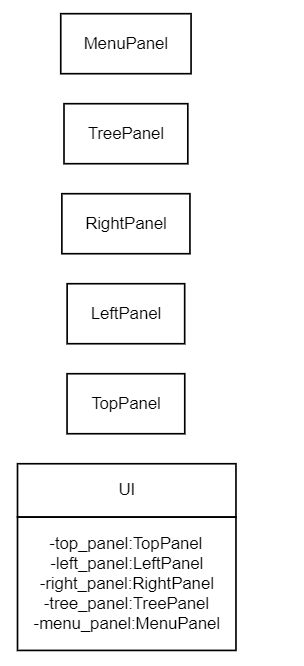 MenuPanel
TreePanel
RightPanel
LeftPanel
TopPanel
UI
-top_panel:TopPanel
-left_panel:LeftPanel
-right_panel:RightPanel
-tree_panel:TreePanel
-menu_panel:MenuPanel